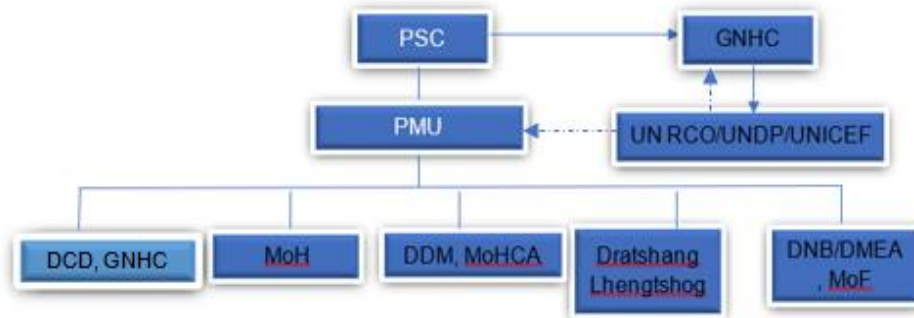 PSC
GNHC
PMU
UN RCO/UNDP/UNICEF
DCD, GNHC
MoH
DDM, MoHCA
Dratshang
Lhengtshog
DNB/DMEA
, MoF